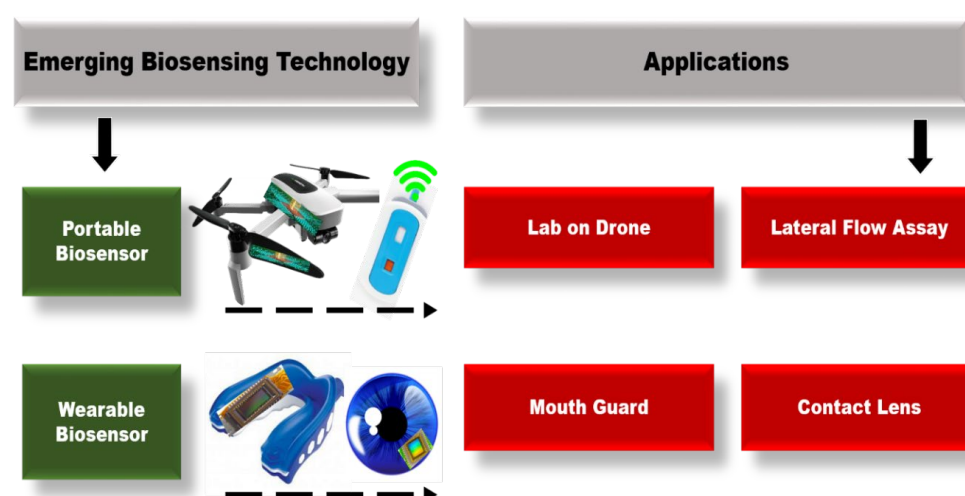 Emerging Biosensing Technology
Applications
Portable
Biosensor
Lab on Drone
Lateral Flow Assay
Wearable
Biosensor
Mouth Guard
Contact Lens